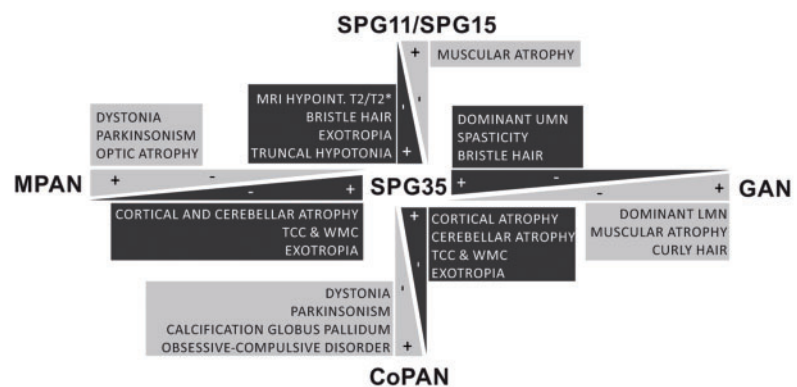 SPG11/SPG15
+
MUSCULAR ATROPHY
MRI HYPOINT. T2/T2*
BRISTLE HAIR
EXOTROPIA
TRUNCAL HYPOTONIA
-
-
+
DYSTONIA
PARKINSONISM
OPTIC ATROPHY
DOMINANT UMN
SPASTICITY
BRISTLE HAIR
MPAN
+
-
-
+
SPG35
+
-
-
+
GAN
CORTICAL AND CEREBELLAR ATROPHY
TCC & WMC
EXOTROPIA
+
-
CORTICAL ATROPHY
CEREBELLAR ATROPHY
TCC & WMC
EXOTROPIA
DOMINANT LMN
MUSCULAR ATROPHY
CURLY HAIR
DYSTONIA
PARKINSONISM
CALCIFICATION GLOBUS PALLIDUM
OBSESSIVE-COMPULSIVE DISORDER
-
+
CoPAN